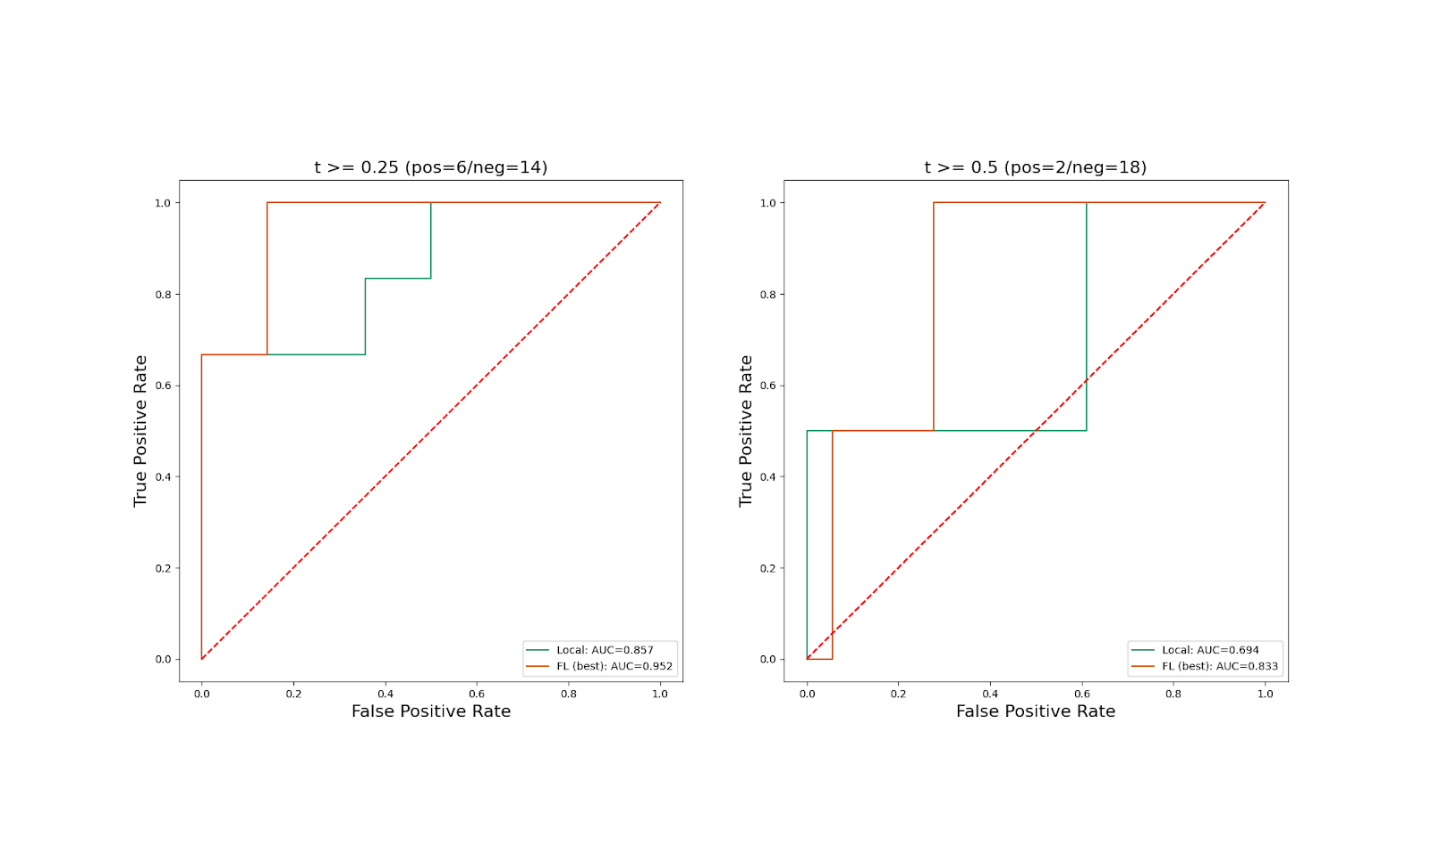 t >= 0.25 (pos=6/neg=14)
1.0
0.8
0.6
0.4
0.2
0.0
True Positive Rate
0.0 0.2 0.4 0.6 0.8 1.0
False Positive Rate
Local: AUC=0.857
FL (best): AUC=0.952
t >= 0.5 (pos=2/neg=18)
1.0
0.8
0.6
0.4
0.2
0.0
True Positive Rate
0.0 0.2 0.4 0.6 0.8 1.0
False Positive Rate
Local: AUC=0.694
FL (best): AUC=0.833